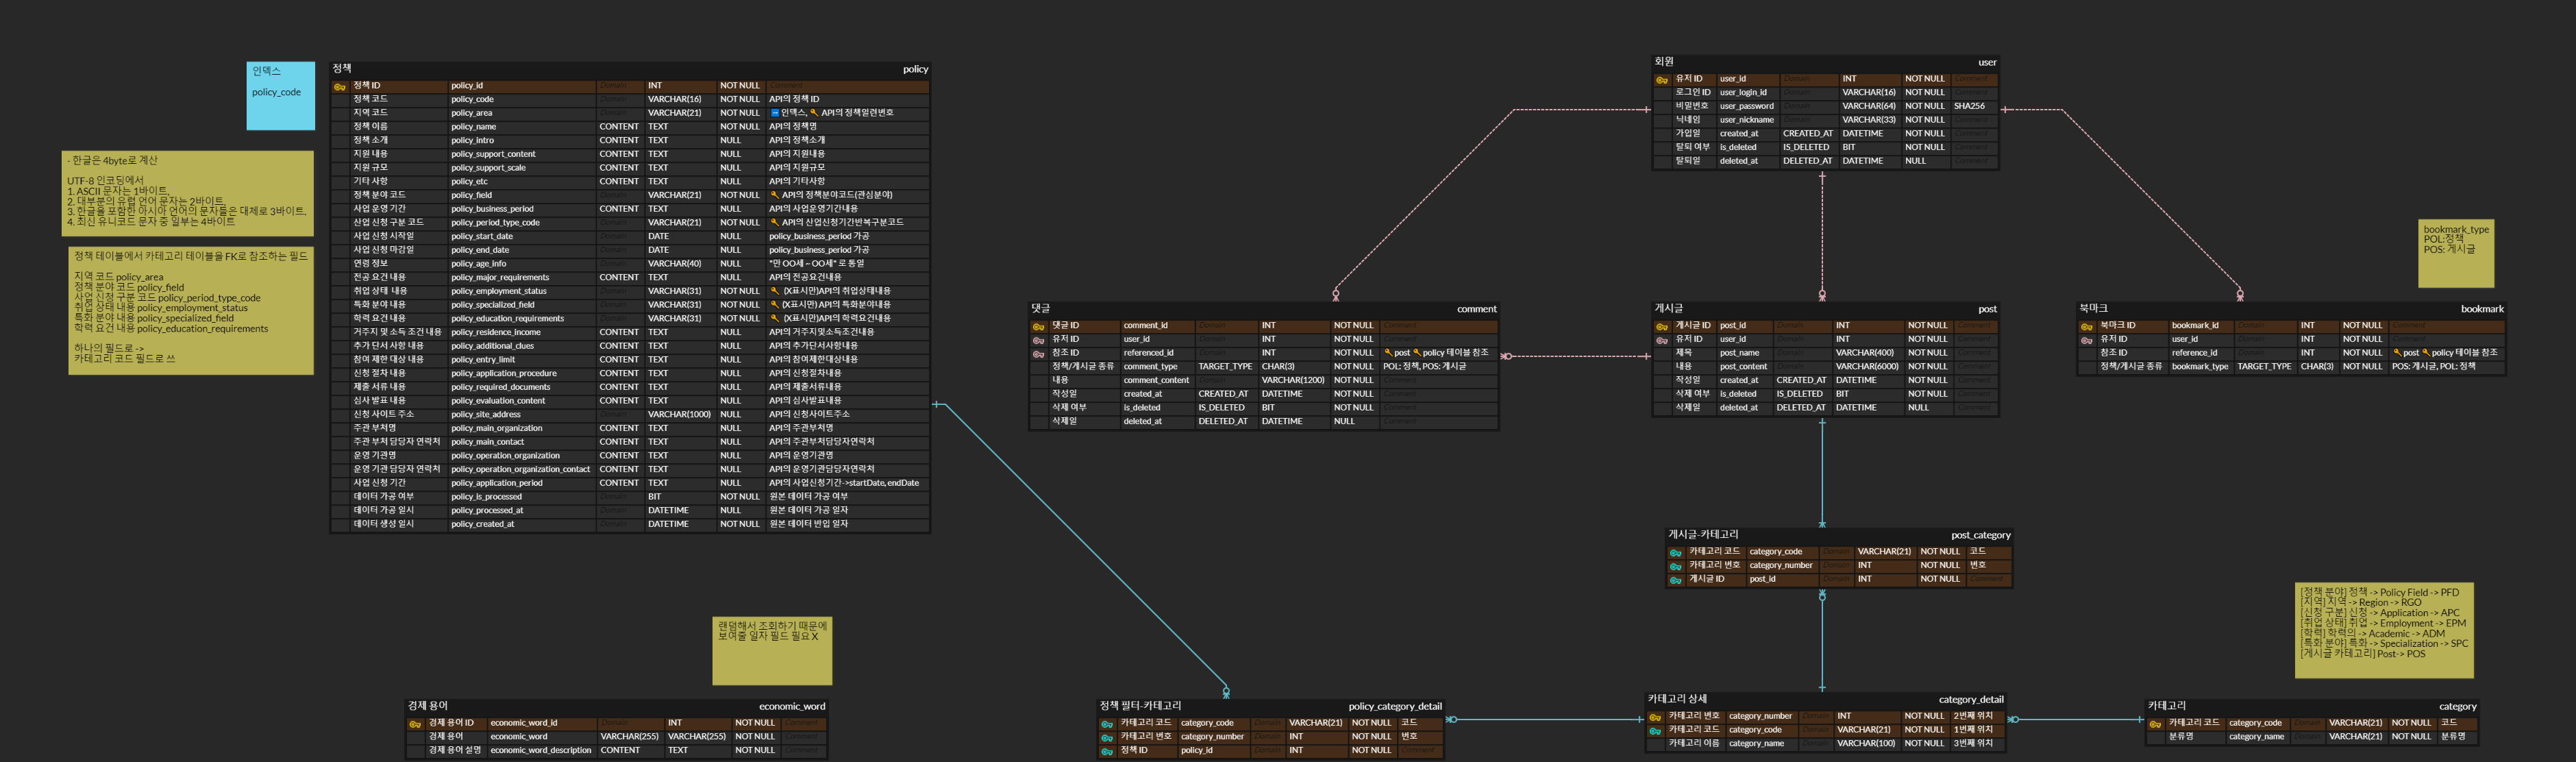 인덱스
policy_code
- 한글은 4byte로 계산
UTF-8 인코딩에서
1. ASCII 문자는 1바이트,
2. 대부분의 유럽 언어 문자는 2바이트,
3. 한글을 포함한 아시아 언어의 문자들은 대체로 3바이트.
4. 최신 유니코드 문자 중 일부는 4바이트
정책 테이블에서 카테고리 테이블을 FK로 참조하는 필드
지역 코드 policy_area
정책 분야 코드 policy_field
사업 신청 구분 코드 policy_period_type_code
취업 상태 내용 policy_employment_status
특화 분야 내용 policy_specialized_field
학력 요건 내용 policy_education_requirements
하나의 필드로 ->
카테고리 코드 필드로 쓰
정책 policy
정책 ID policy_id Domain INT NOT NULL Comment
정책 코드 policy_code Domain VARCHAR(16) NOT NULL API의 정책 ID
지역 코드 policy_area Domain VARCHAR(21) NOT NULL 인덱스, API의 정책일련번호
정책 이름 policy_name CONTENT TEXT NOT NULL API의 정책명
정책 소개 policy_intro CONTENT TEXT NULL API의 정책소개
지원 내용 policy_support_content CONTENT TEXT NULL API의 지원내용
지원 규모 policy_support_scale CONTENT TEXT NULL API의 지원규모
기타 사항 policy_etc CONTENT TEXT NULL API의 기타사항
정책 분야 코드 policy_field Domain VARCHAR(21) NOT NULL API의 정책분야코드(관심분야)
사업 운영 기간 policy_business_period CONTENT TEXT NULL API의 사업운영기간내용
산업 신청 구분 코드 policy_period_type_code Domain VARCHAR(21) NOT NULL API의 산업신청기간반복구분코드
사업 신청 시작일 policy_start_date Domain DATE NULL policy_business_period 가공
사업 신청 마감일 policy_end_date Domain DATE NULL policy_business_period 가공
연령 정보 policy_age_info Domain VARCHAR(40) NOT NULL "만 OO세 ~ OO세" 로 통일
전공 요건 내용 policy_major_requirements CONTENT TEXT NULL API의 전공요건내용
취업 상태 내용 policy_employment_status Domain VARCHAR(31) NOT NULL (X표시만)API의 취업상태내용
특화 분야 내용 policy_specialized_field Domain VARCHAR(31) NOT NULL (X표시만) API의 특화분야내용
학력 요건 내용 policy_education_requirements Domain VARCHAR(31) NOT NULL (X표시만)API의 학력요건내용
거주지 및 소득 조건 내용 policy_residence_income CONTENT TEXT NULL API의 거주지및소득조건내용
추가 단서 사항 내용 policy_additional_clues CONTENT TEXT NULL API의 추가단서사항내용
참여 제한 대상 내용 policy_entry_limit CONTENT TEXT NULL API의 참여제한대상내용
신청 절차 내용 policy_application_procedure CONTENT TEXT NULL API의 신청절차내용
제출 서류 내용 policy_required_documents CONTENT TEXT NULL API의 제출서류내용
심사 발표 내용 policy_evaluation_content CONTENT TEXT NULL API의 심사발표내용
신청 사이트 주소 policy_site_address Domain VARCHAR(1000) NULL API의 신청사이트주소
주관 부처명 policy_main_organization CONTENT TEXT NULL API의 주관부처명
주관 부처 담당자 연락처 policy_main_contact CONTENT TEXT NULL API의 주관부처담당자연락처
운영 기관명 policy_operation_organization CONTENT TEXT NULL API의 운영기관명
운영 기관 담당자 연락처 policy_operation_organization_contact CONTENT TEXT NULL API의 운영기관담당자연락처
사업 신청 기간 policy_application_period CONTENT TEXT NULL API의 사업신청기간->startDate, endDate
데이터 가공 여부 policy_is_processed Domain BIT NOT NULL 원본 데이터 가공 여부
데이터 가공 일시 policy_processed_at Domain DATETIME NULL 원본 데이터 가공 일자
데이터 생성 일시 policy_created_at Domain DATETIME NOT NULL 원본 데이터 반입 일자
회원 user
유저 ID user_id Domain INT NOT NULL Comment
로그인 ID user_login_id Domain VARCHAR(16) NOT NULL Comment
비밀번호 user_password Domain VARCHAR(64) NOT NULL SHA256
닉네임 user_nickname Domain VARCHAR(33) NOT NULL Comment
가입일 created_at CREATED_AT DATETIME NOT NULL Comment
탈퇴 여부 is_deleted IS_DELETED BIT NOT NULL Comment
탈퇴일 deleted_at DELETED_AT DATETIME NULL Comment
bookmark_type
POL:정책
POS: 게시글
댓글 comment
댓글 ID comment_id Domain INT NOT NULL Comment
유저 ID user_id Domain INT NOT NULL Comment
참조 ID referenced_id Domain INT NOT NULL post policy 테이블 참조
정책/게시글 종류 comment_type TARGET_TYPE CHAR(3) NOT NULL POL: 정책, POS: 게시글
내용 comment_content Domain VARCHAR(1200) NOT NULL Comment
작성일 created_at CREATED_AT DATETIME NOT NULL Comment
삭제 여부 is_deleted IS_DELETED BIT NOT NULL Comment
삭제일 deleted_at DELETED_AT DATETIME NULL Comment
게시글 post
게시글 ID post_id Domain INT NOT NULL Comment
유저 ID user_id Domain INT NOT NULL Comment
제목 post_name Domain VARCHAR(400) NOT NULL Comment
내용 post_content Domain VARCHAR(6000) NOT NULL Comment
작성일 created_at CREATED_AT DATETIME NOT NULL Comment
삭제 여부 is_deleted IS_DELETED BIT NOT NULL Comment
삭제일 deleted_at DELETED_AT DATETIME NULL Comment
북마크 bookmark
북마크 ID bookmark_id Domain INT NOT NULL Comment
유저 ID user_id Domain INT NOT NULL Comment
참조 ID reference_id Domain INT NOT NULL post policy 테이블 참조
정책/게시글 종류 bookmark_type TARGET_TYPE CHAR(3) NOT NULL POS: 게시글, POL: 정책
게시글-카테고리 post_category
카테고리 코드 category_code Domain VARCHAR(21) NOT NULL 코드
카테고리 번호 category_number Domain INT NOT NULL 번호
게시글 ID post_id Domain INT NOT NULL Comment
[정책 분야] 정책 -> Policy Field -> PFD
[지역] 지역 -> Region -> RGO
[신청 구분] 신청 -> Application -> APC
[취업 상태] 취업 -> Employment -> EPM
[학력] 학력의 -> Academic -> ADM
[특화 분야] 특화 -> Specialization -> SPC
[게시글 카테고리] Post-> POS
랜덤해서 조회하기 때문에
보여줄 일자 필드 필요 X
경제 용어 economic_word
경제 용어 ID economic_word_id Domain INT NOT NULL Comment
경제 용어 economic_word VARCHAR(255) VARCHAR(255) NOT NULL Comment
경제 용어 설명 economic_word_description CONTENT TEXT NOT NULL Comment
정책 필터-카테고리 policy_category_detail
카테고리 코드 category_code Domain VARCHAR(21) NOT NULL 코드
카테고리 번호 category_number Domain INT NOT NULL 번호
정책 ID policy_id Domain INT NOT NULL Comment
카테고리 상세 category_detail
카테고리 번호 category_number Domain INT NOT NULL 2번째 위치
카테고리 코드 category_code Domain VARCHAR(21) NOT NULL 1번째 위치
카테고리 이름 category_name Domain VARCHAR(100) NOT NULL 3번째 위치
카테고리 category
카테고리 코드 category_code Domain VARCHAR(21) NOT NULL 코드
분류명 category_name Domain VARCHAR(21) NOT NULL 분류명